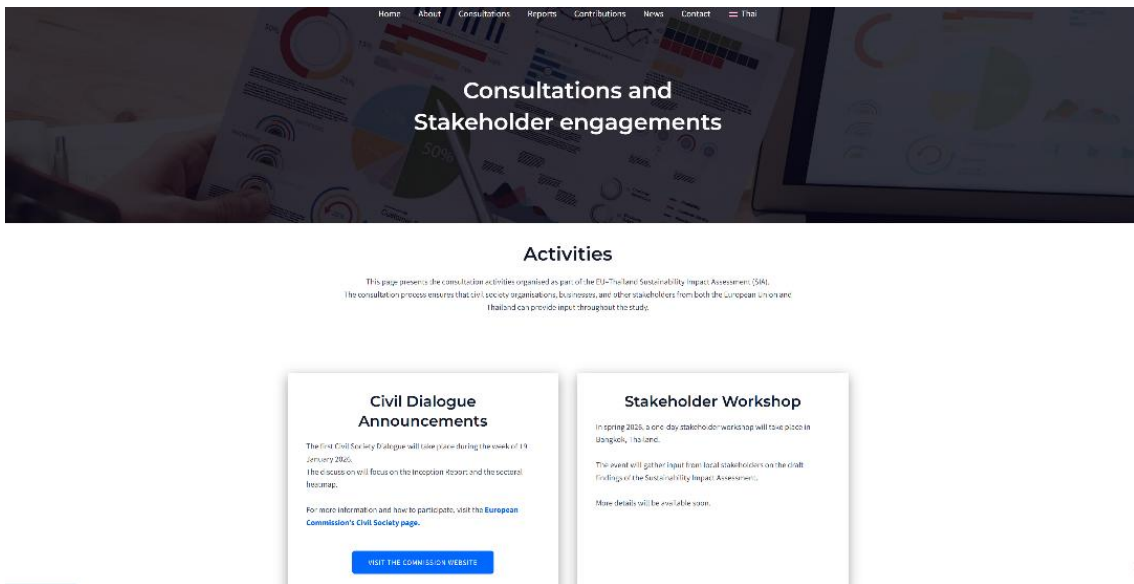 Home About Consultations Reports Contributions News Contact Thai
Consultations and
Stakeholder engagements
50%
Activities
This page presents the consultation activities organised as part of the EU–Thailand Sustainability Impact Assessment (SIA).
The consultation process ensures that civil society organisations, businesses, and other stakeholders from both the European Union and
Thailand can provide input throughout the study.
Civil Dialogue
Announcements
The first Civil Society Dialogue will take place during the week of 19
January 2026.
The discussion will focus on the Inception Report and the sectoral
heatmap.
For more information and how to participate, visit the European
Commission's Civil Society page.
VISIT THE COMMISSION WEBSITE
Stakeholder Workshop
In spring 2026, a one-day stakeholder workshop will take place in
Bangkok, Thailand.
The event will gather input from local stakeholders on the draft
findings of the Sustainability Impact Assessment.
More details will be available soon.